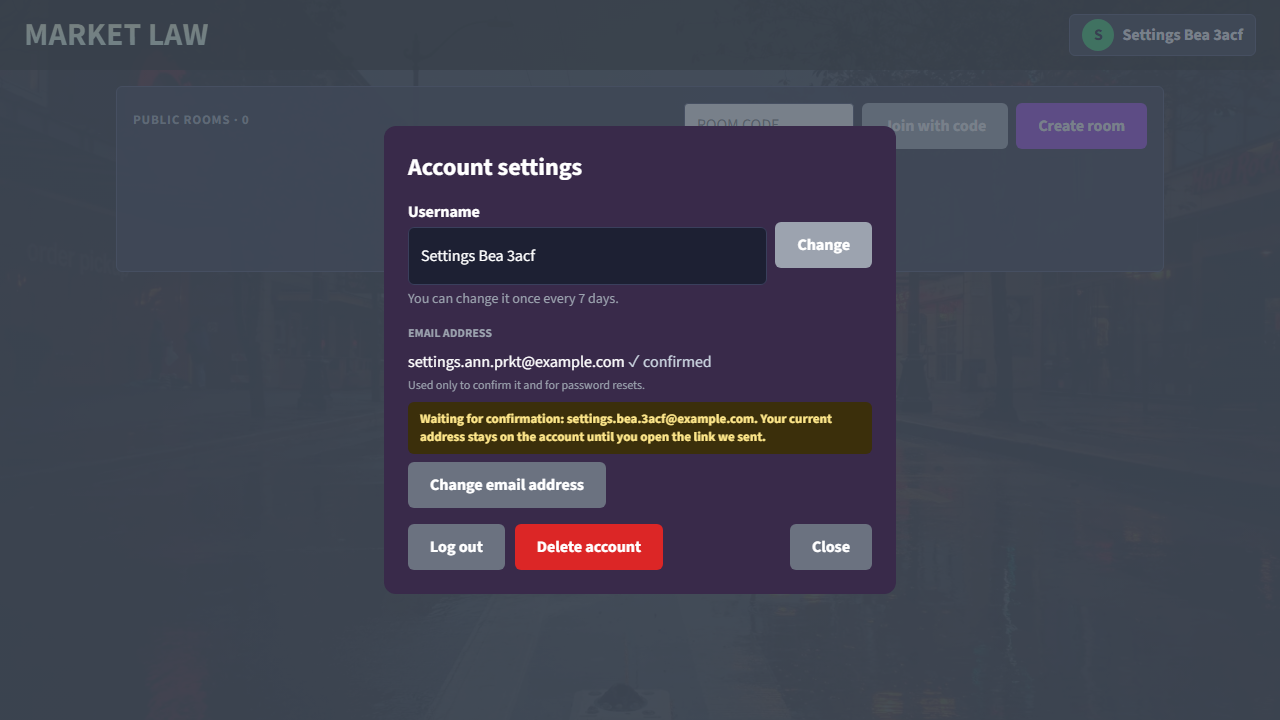 MARKET LAW
S
Settings Bea 3acf
PUBLIC ROOMS · 0
ROOM CODE
Join with code
Create room
Account settings
Username
Settings Bea 3acf
Change
You can change it once every 7 days.
EMAIL ADDRESS
settings.ann.prkt@example.com ✓ confirmed
Used only to confirm it and for password resets.
Waiting for confirmation: settings.bea.3acf@example.com. Your current
address stays on the account until you open the link we sent.
Change email address
Log out
Delete account
Close